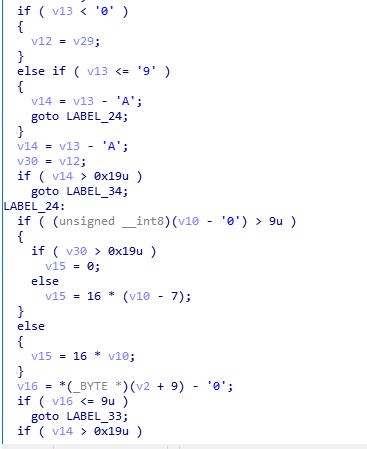 if ( v13 < '0' )
{
v12 = v29;
}
else if ( v13 <= '9' )
{
v14 = v13 - 'A';
goto LABEL_24;
}
v14 = v13 - 'A';
v30 = v12;
if ( v14 > 0x19u )
goto LABEL_34;
LABEL_24:
if ( (unsigned __int8)(v10 - '0') > 9u )
{
if ( v30 > 0x19u )
v15 = 0;
else
v15 = 16 * (v10 - 7);
}
else
{
v15 = 16 * v10;
}
v16 = *(_BYTE *)(v2 + 9) - '0';
if ( v16 <= 9u )
goto LABEL_33;
if ( v14 > 0x19u )